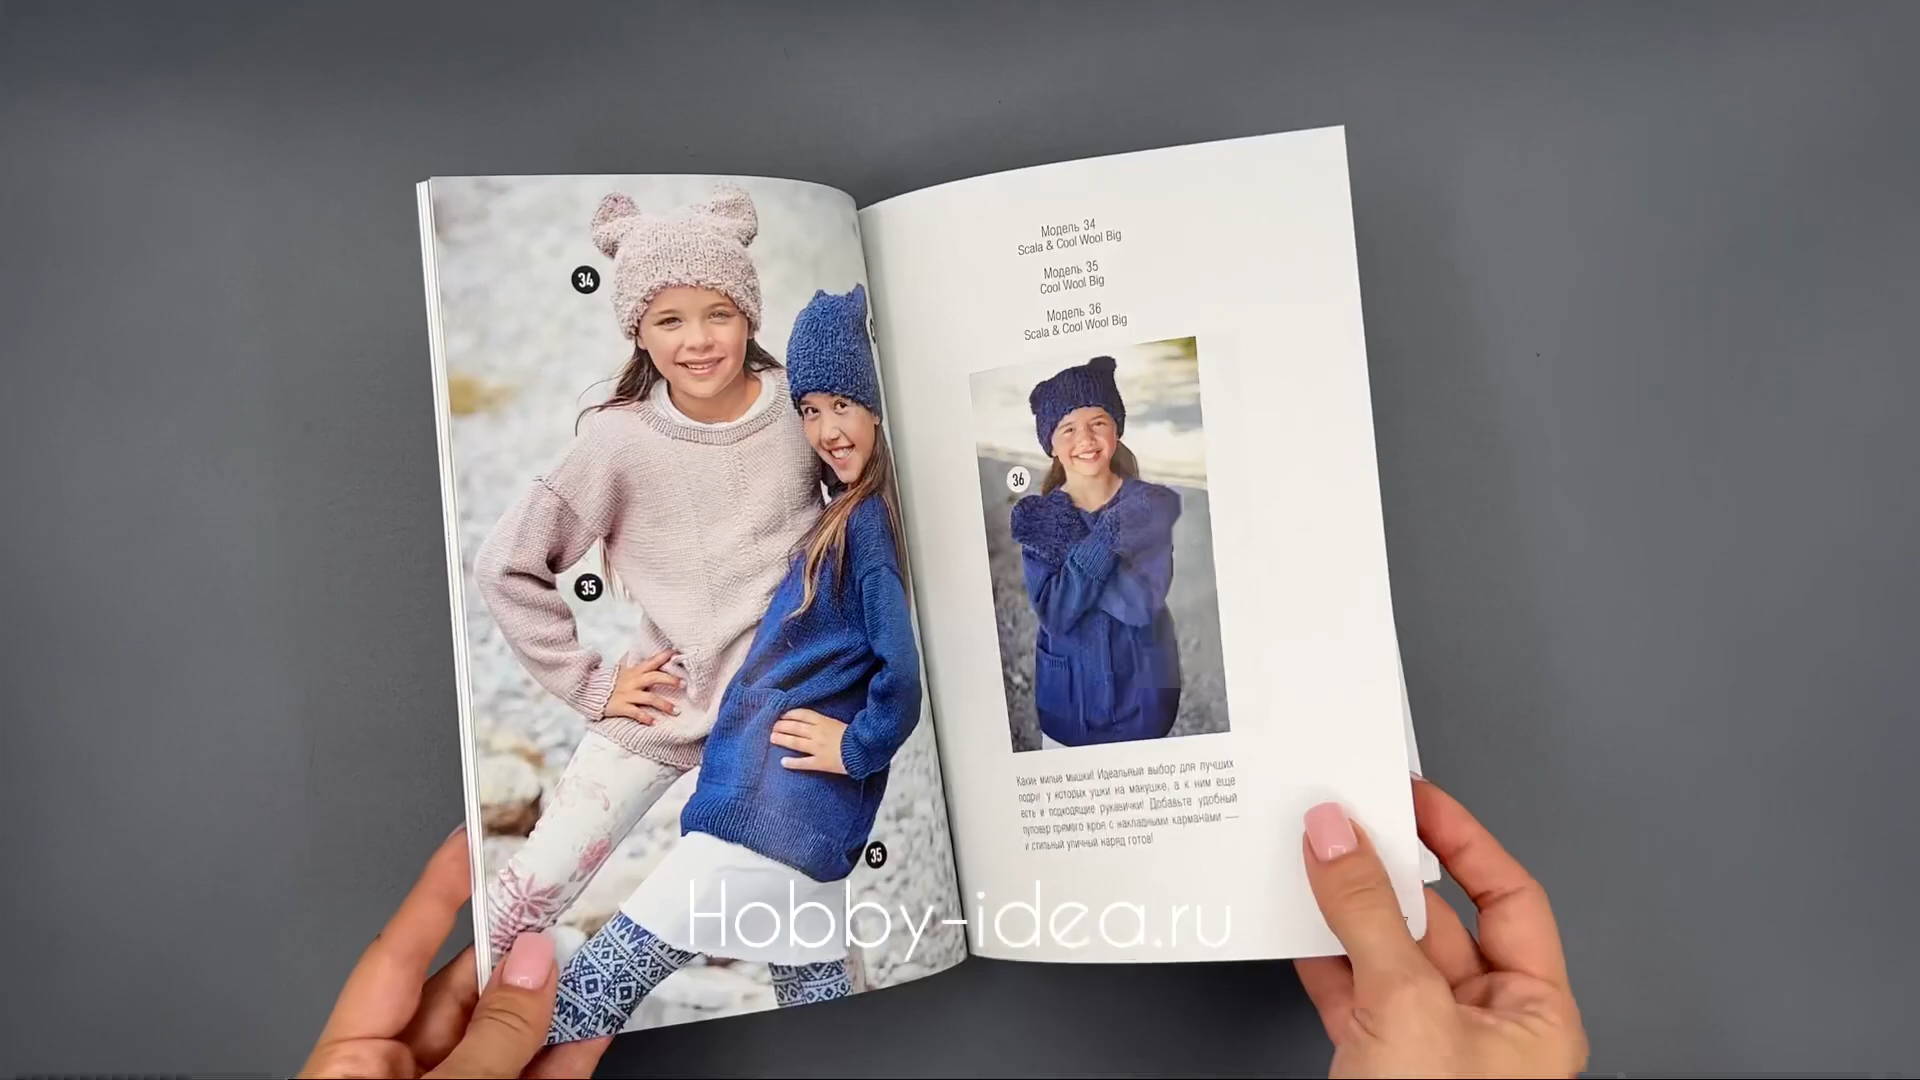 34
35
35
Модель 34
Scala & Cool Wool Big
Модель 35
Cool Wool Big
Модель 36
Scala & Cool Wool Big
36
Какие милые мышки! Идеальный выбор для лучших
подруг, у которых ушки на макушке, а к ним еще
есть и подходящие рукавички! Добавьте удобный
пуловер прямого кроя с накладными карманами —
и стильный уличный наряд готов!
7
Hobby-idea.ru